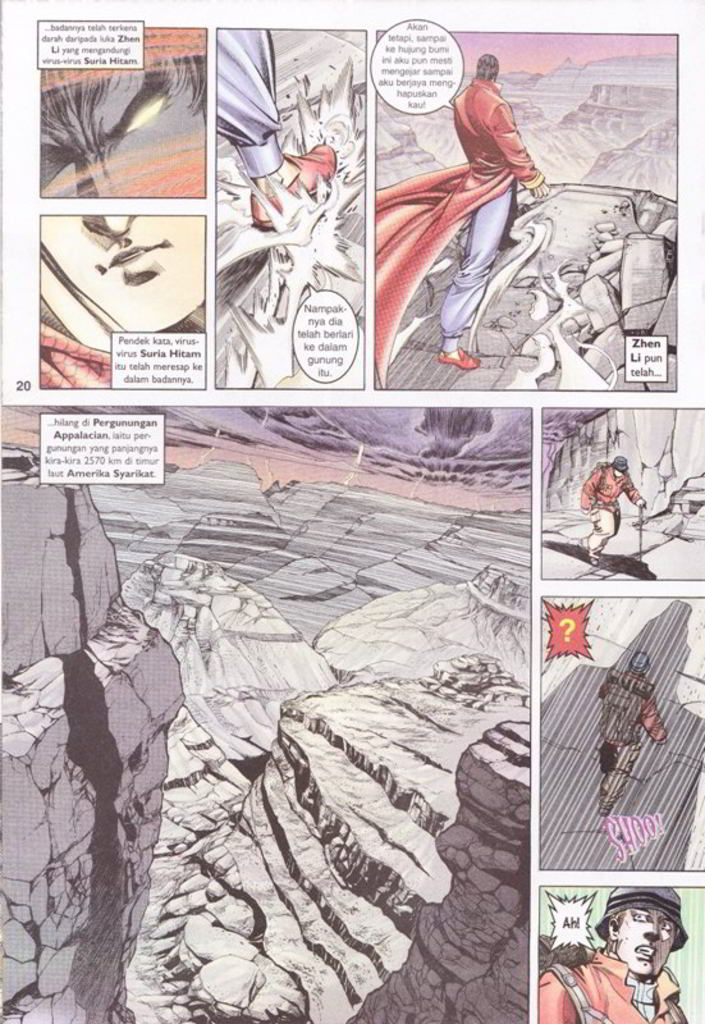 ...badannya telah terkena
darah daripada luka Zhen
Li yang mengandungi
virus-virus Suria Hitam.
Pendek kata, virus-
virus Suria Hitam
itu telah meresap ke
dalam badannya.
Nampak-
nya dia
telah berlari
ke dalam
gunung
itu.
Akan
tetapi, sampai
ke hujung bumi
ini aku pun mesti
mengejar sampai
aku berjaya meng-
hapuskan
kau!
Zhen
Li pun
telah...
20
...hilang di Pergunungan
Appalacian, iaitu per-
gunungan yang panjangnya
kira-kira 2570 km di timur
laut Amerika Syarikat.
?
SHOO!
Ah!